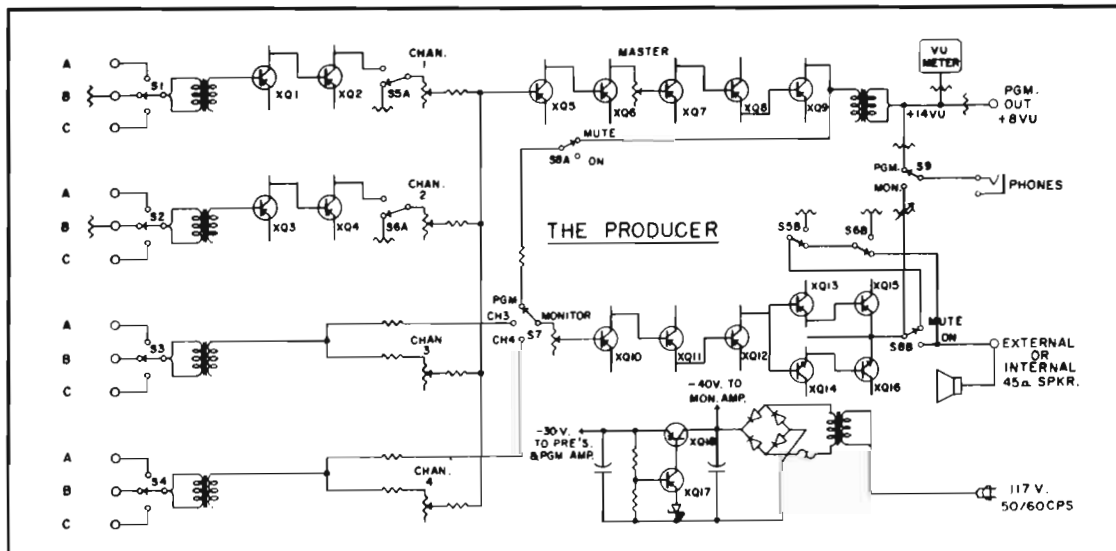 THE PRODUCER
A
B
C
S1
XQ1
XQ2
S5A
CHAN.
1
A
B
C
S2
XQ3
XQ4
S6A
CHAN.
2
A
B
C
S3
CHAN
3
A
B
C
S4
CHAN.
4
XQ5
MASTER
XQ6
XQ7
XQ8
XQ9
S8A
MUTE
ON
VU
METER
+14VU
PGM.
OUT
+8VU
PGM.
S9
MON.
PHONES
S5B
S6B
PGM
CH3
CH4
S7
MONITOR
XQ10
XQ11
XQ12
XQ13
XQ15
XQ14
XQ16
MUTE
ON
S8B
EXTERNAL
OR
INTERNAL
45Ω SPKR.
-40V. TO
MON. AMP.
-30V.
TO PRE'S.
&PGM AMP.
XQ18
XQ17
117 V.
50/60CPS